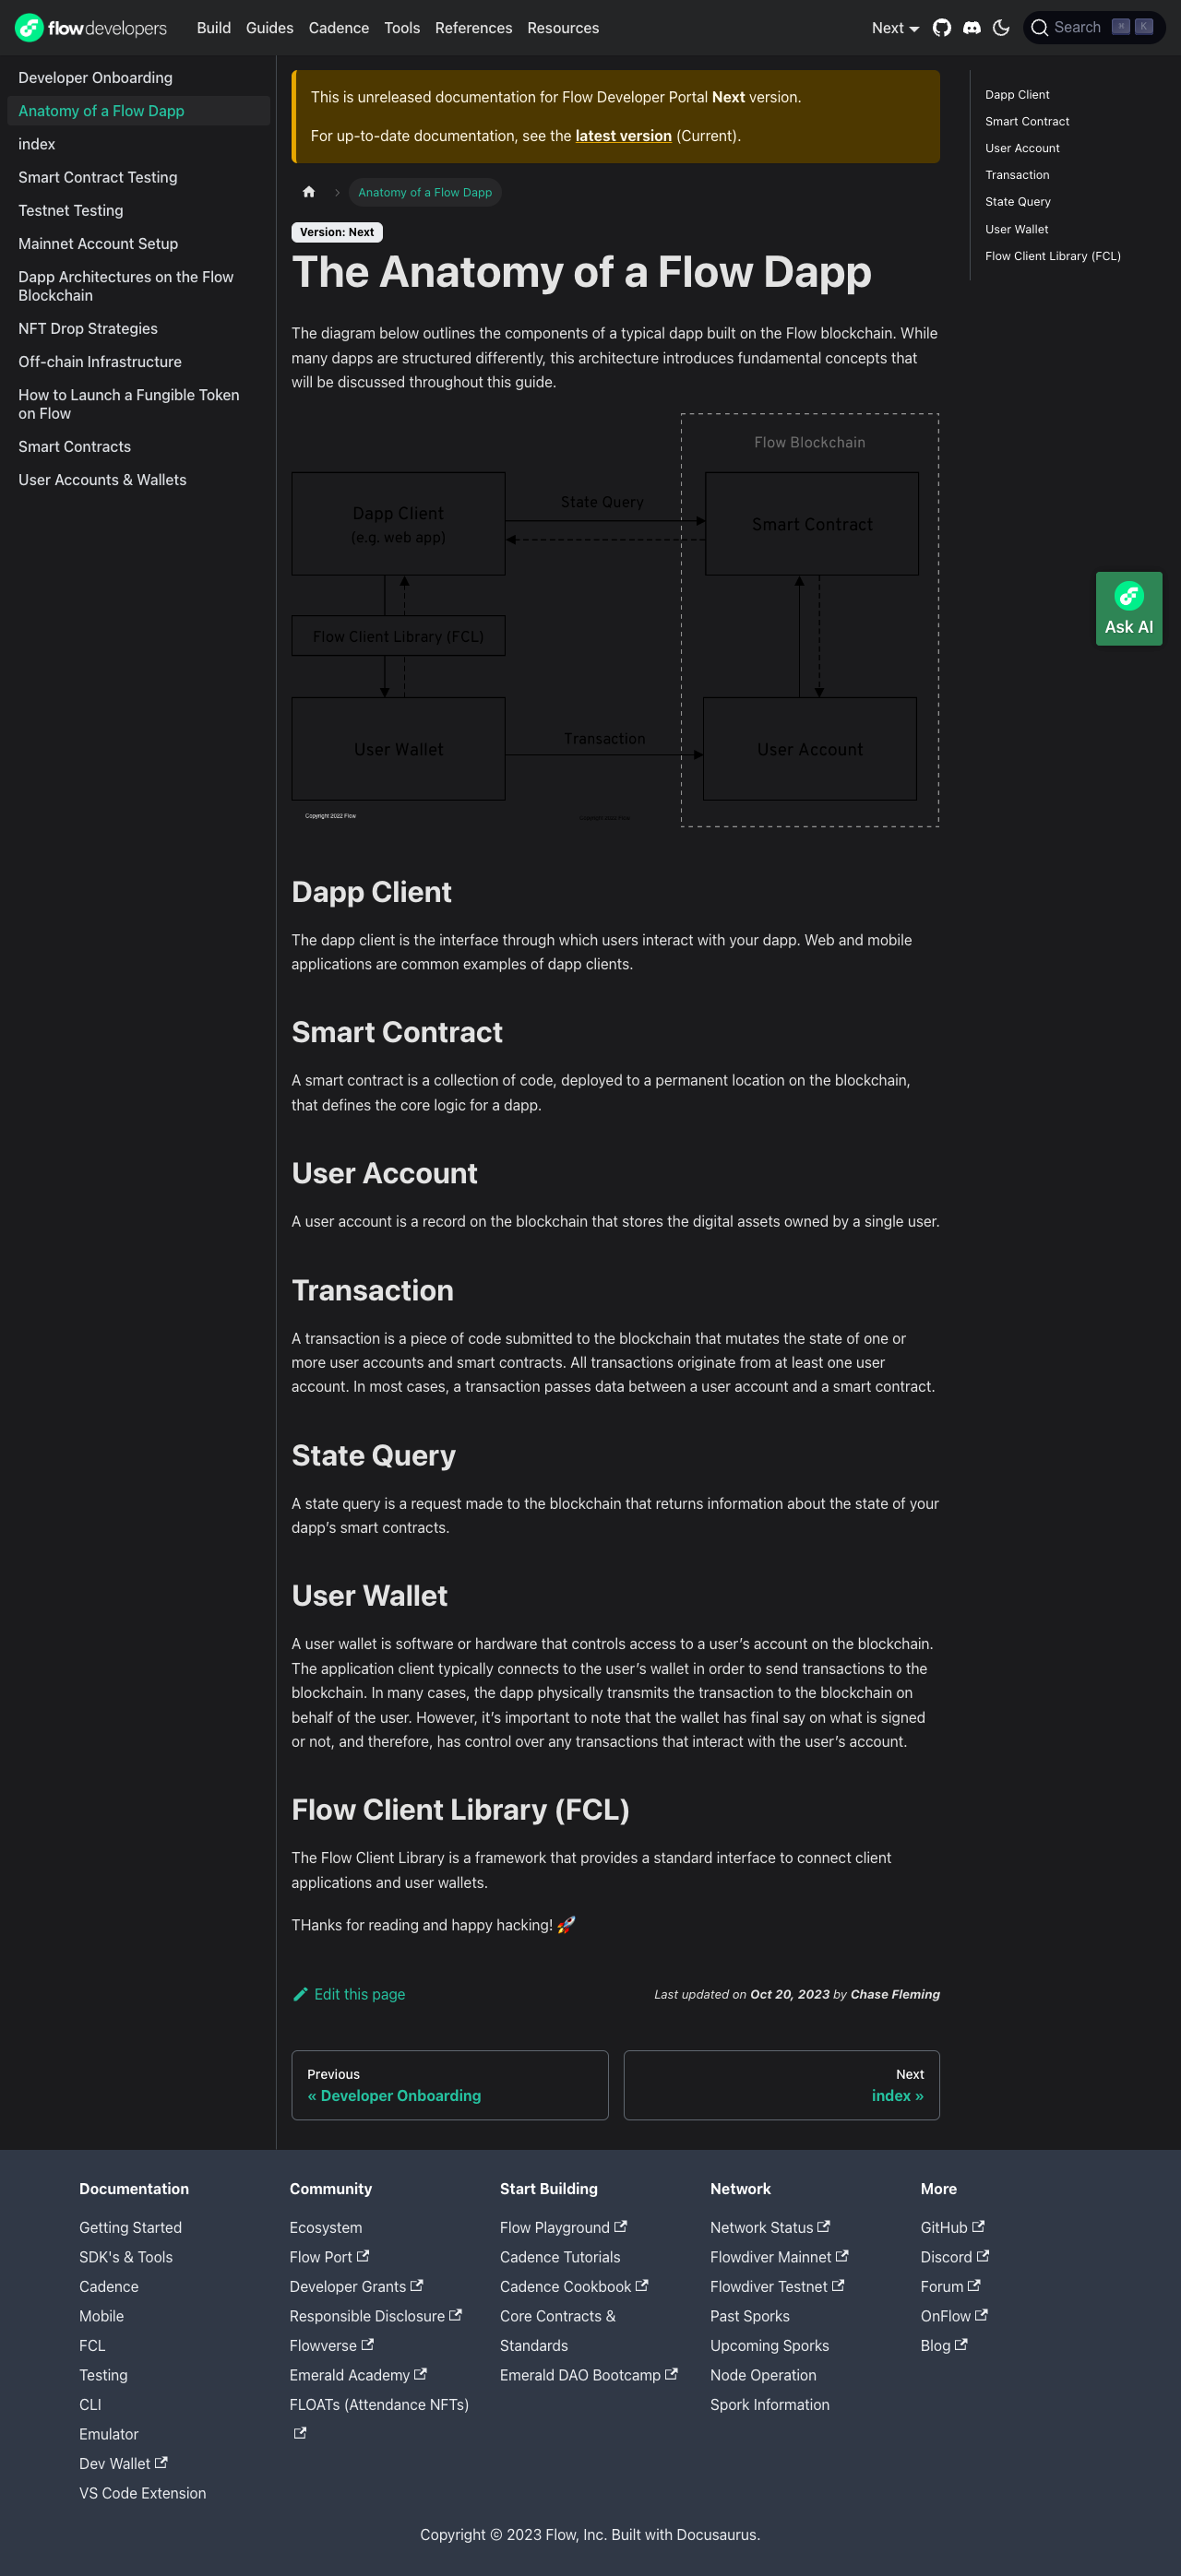 flowdevelopers
Build Guides Cadence Tools References Resources
Next
Search ⌘ K
Developer Onboarding
Anatomy of a Flow Dapp
index
Smart Contract Testing
Testnet Testing
Mainnet Account Setup
Dapp Architectures on the Flow
Blockchain
NFT Drop Strategies
Off-chain Infrastructure
How to Launch a Fungible Token
on Flow
Smart Contracts
User Accounts & Wallets
This is unreleased documentation for Flow Developer Portal Next version.
For up-to-date documentation, see the latest version (Current).
Anatomy of a Flow Dapp
Version: Next
The Anatomy of a Flow Dapp
The diagram below outlines the components of a typical dapp built on the Flow blockchain. While
many dapps are structured differently, this architecture introduces fundamental concepts that
will be discussed throughout this guide.
Flow Blockchain
Dapp Client
(e.g. web app)
State Query
Smart Contract
Flow Client Library (FCL)
User Wallet
Transaction
User Account
Copyright 2022 Flow
Copyright 2022 Flow
Dapp Client
The dapp client is the interface through which users interact with your dapp. Web and mobile
applications are common examples of dapp clients.
Smart Contract
A smart contract is a collection of code, deployed to a permanent location on the blockchain,
that defines the core logic for a dapp.
User Account
A user account is a record on the blockchain that stores the digital assets owned by a single user.
Transaction
A transaction is a piece of code submitted to the blockchain that mutates the state of one or
more user accounts and smart contracts. All transactions originate from at least one user
account. In most cases, a transaction passes data between a user account and a smart contract.
State Query
A state query is a request made to the blockchain that returns information about the state of your
dapp’s smart contracts.
User Wallet
A user wallet is software or hardware that controls access to a user’s account on the blockchain.
The application client typically connects to the user’s wallet in order to send transactions to the
blockchain. In many cases, the dapp physically transmits the transaction to the blockchain on
behalf of the user. However, it’s important to note that the wallet has final say on what is signed
or not, and therefore, has control over any transactions that interact with the user’s account.
Flow Client Library (FCL)
The Flow Client Library is a framework that provides a standard interface to connect client
applications and user wallets.
THanks for reading and happy hacking! 🚀
Edit this page
Last updated on Oct 20, 2023 by Chase Fleming
Previous
« Developer Onboarding
Next
index »
Dapp Client
Smart Contract
User Account
Transaction
State Query
User Wallet
Flow Client Library (FCL)
Ask AI
Documentation
Getting Started
SDK's & Tools
Cadence
Mobile
FCL
Testing
CLI
Emulator
Dev Wallet
VS Code Extension
Community
Ecosystem
Flow Port
Developer Grants
Responsible Disclosure
Flowverse
Emerald Academy
FLOATs (Attendance NFTs)
Start Building
Flow Playground
Cadence Tutorials
Cadence Cookbook
Core Contracts &
Standards
Emerald DAO Bootcamp
Network
Network Status
Flowdiver Mainnet
Flowdiver Testnet
Past Sporks
Upcoming Sporks
Node Operation
Spork Information
More
GitHub
Discord
Forum
OnFlow
Blog
Copyright © 2023 Flow, Inc. Built with Docusaurus.